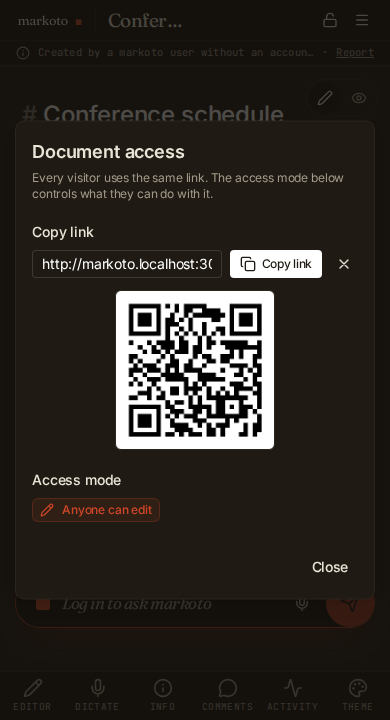 markoto
Confer...
Created by a markoto user without an accoun… · Report
# Conference schedule
Document access
Every visitor uses the same link. The access mode below
controls what they can do with it.
Copy link
http://markoto.localhost:30
Copy link
Access mode
Anyone can edit
Close
Log in to ask markoto
EDITOR
DICTATE
INFO
COMMENTS
ACTIVITY
THEME